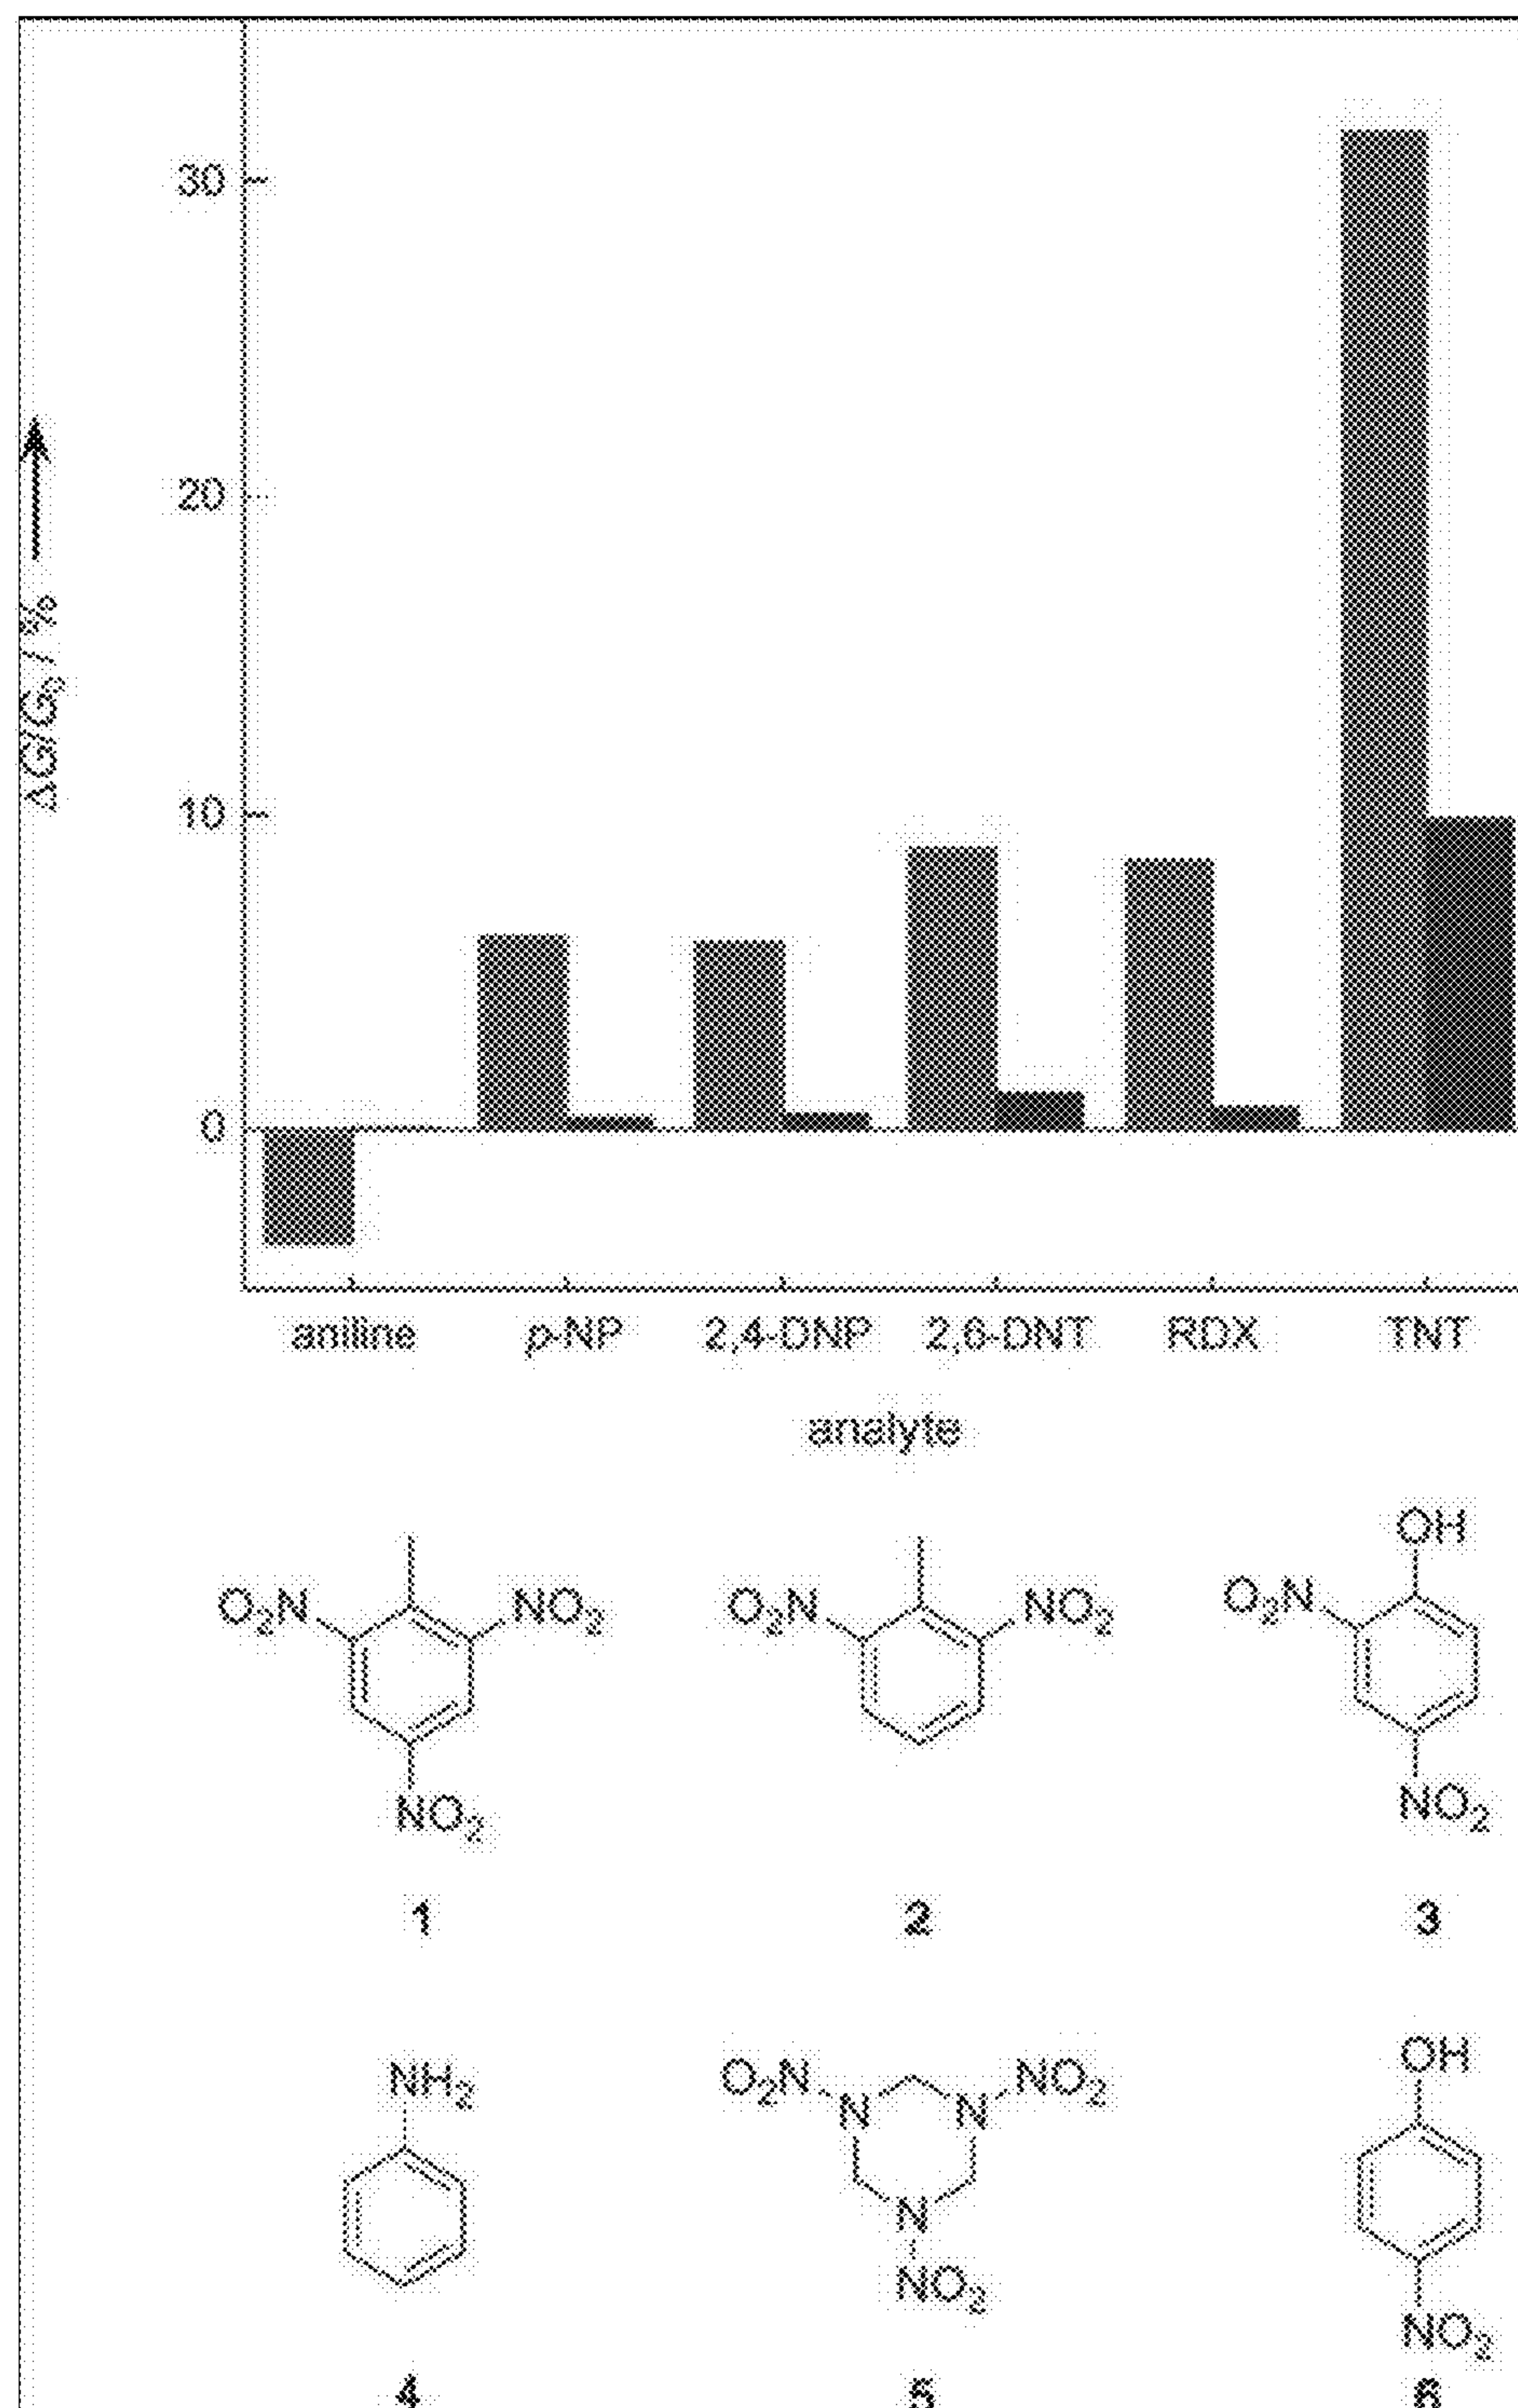 30
20
10
0
ΔG/G₀ / %
aniline p-NP 2,4-DNP 2,6-DNT RDX TNT
analyte
O₂N NO₂ NO₂
1
O₂N NO₂
2
OH O₂N NO₂
3
NH₂
4
O₂N N N NO₂ N NO₂
5
OH NO₂
6